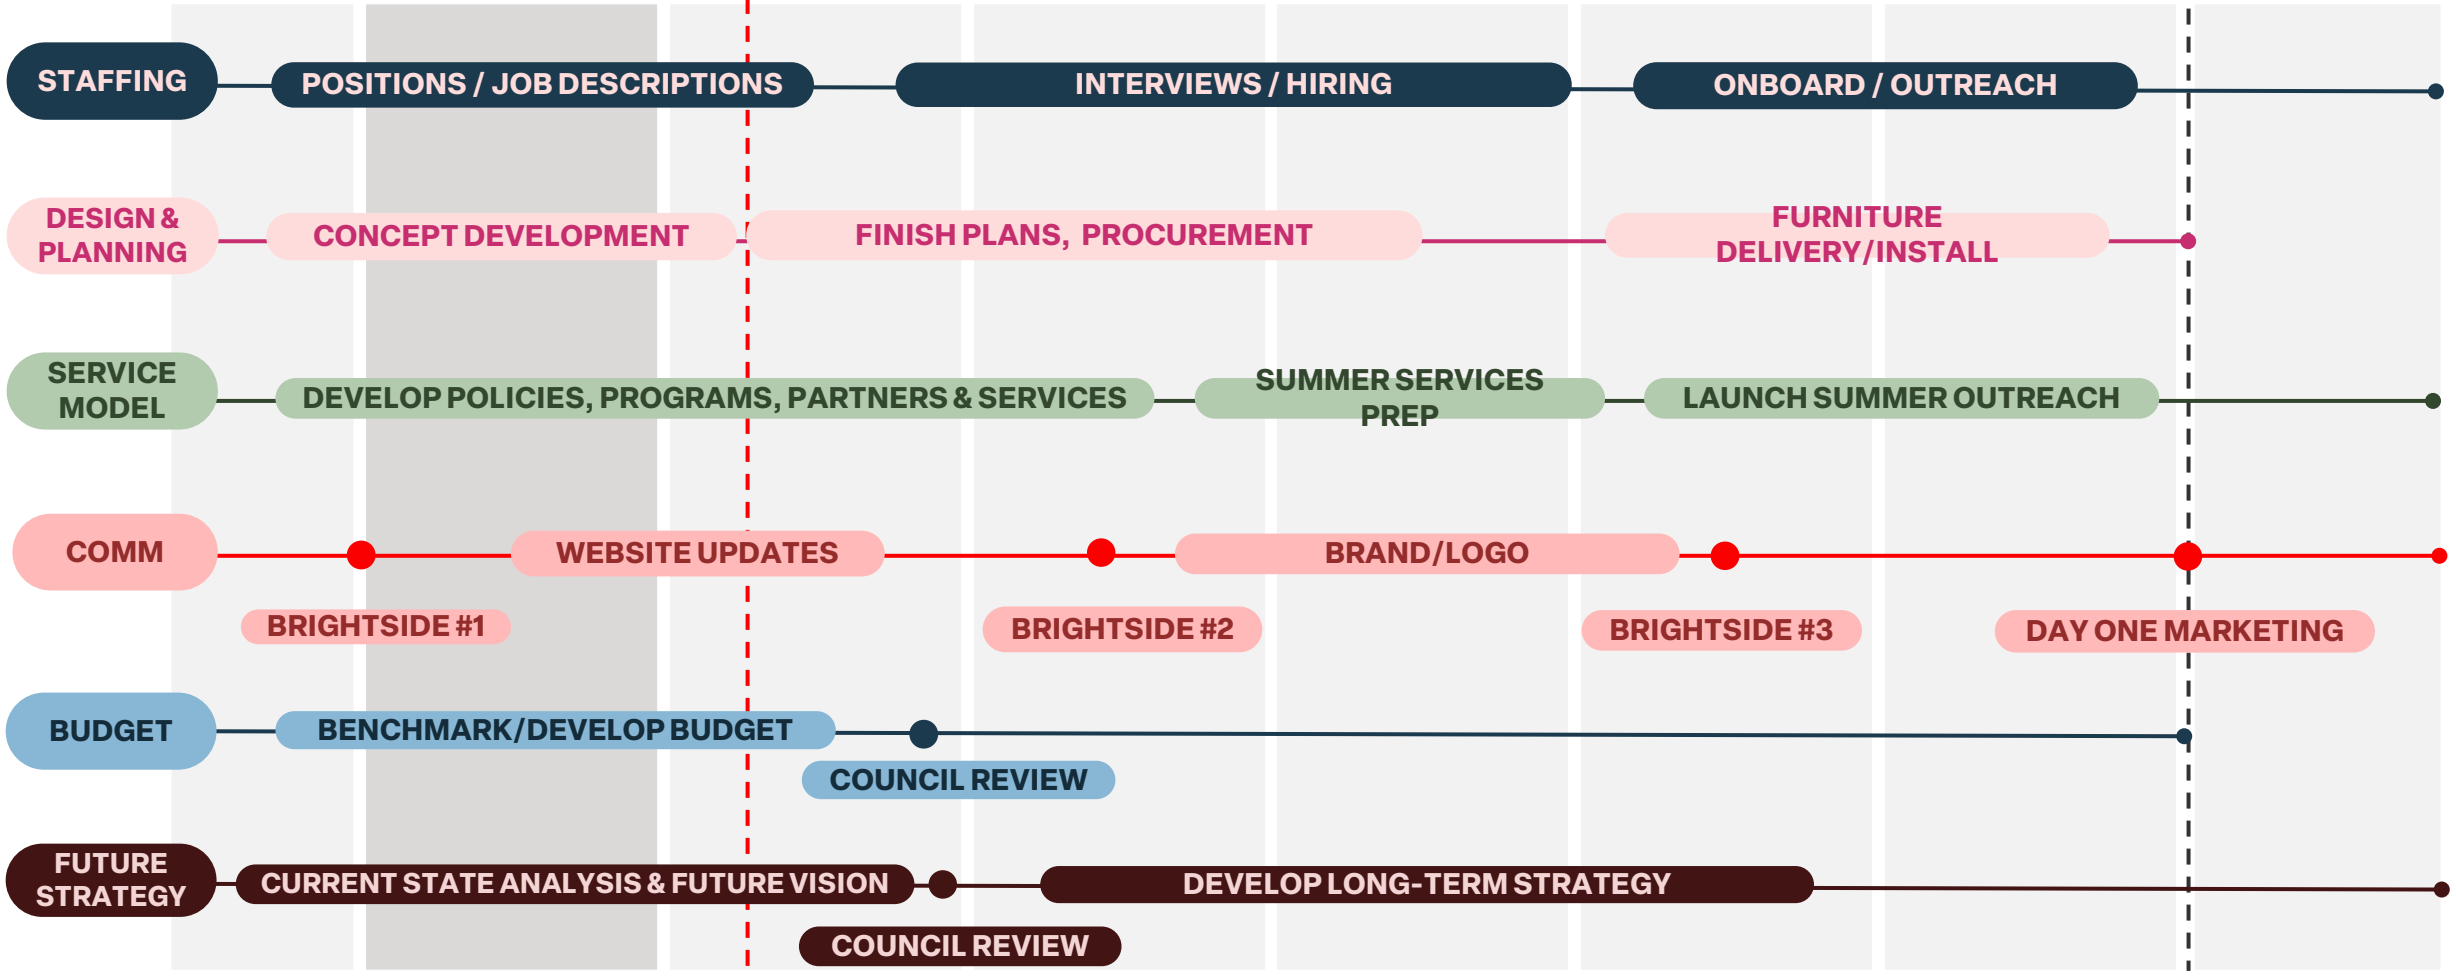 STAFFING
POSITIONS / JOB DESCRIPTIONS
INTERVIEWS / HIRING
ONBOARD / OUTREACH
DESIGN &
PLANNING
CONCEPT DEVELOPMENT
FINISH PLANS, PROCUREMENT
FURNITURE
DELIVERY/INSTALL
SERVICE
MODEL
DEVELOP POLICIES, PROGRAMS, PARTNERS & SERVICES
SUMMER SERVICES
PREP
LAUNCH SUMMER OUTREACH
COMM
WEBSITE UPDATES
BRAND/LOGO
BRIGHTSIDE #1
BRIGHTSIDE #2
BRIGHTSIDE #3
DAY ONE MARKETING
BUDGET
BENCHMARK/DEVELOP BUDGET
COUNCIL REVIEW
FUTURE
STRATEGY
CURRENT STATE ANALYSIS & FUTURE VISION
DEVELOP LONG-TERM STRATEGY
COUNCIL REVIEW